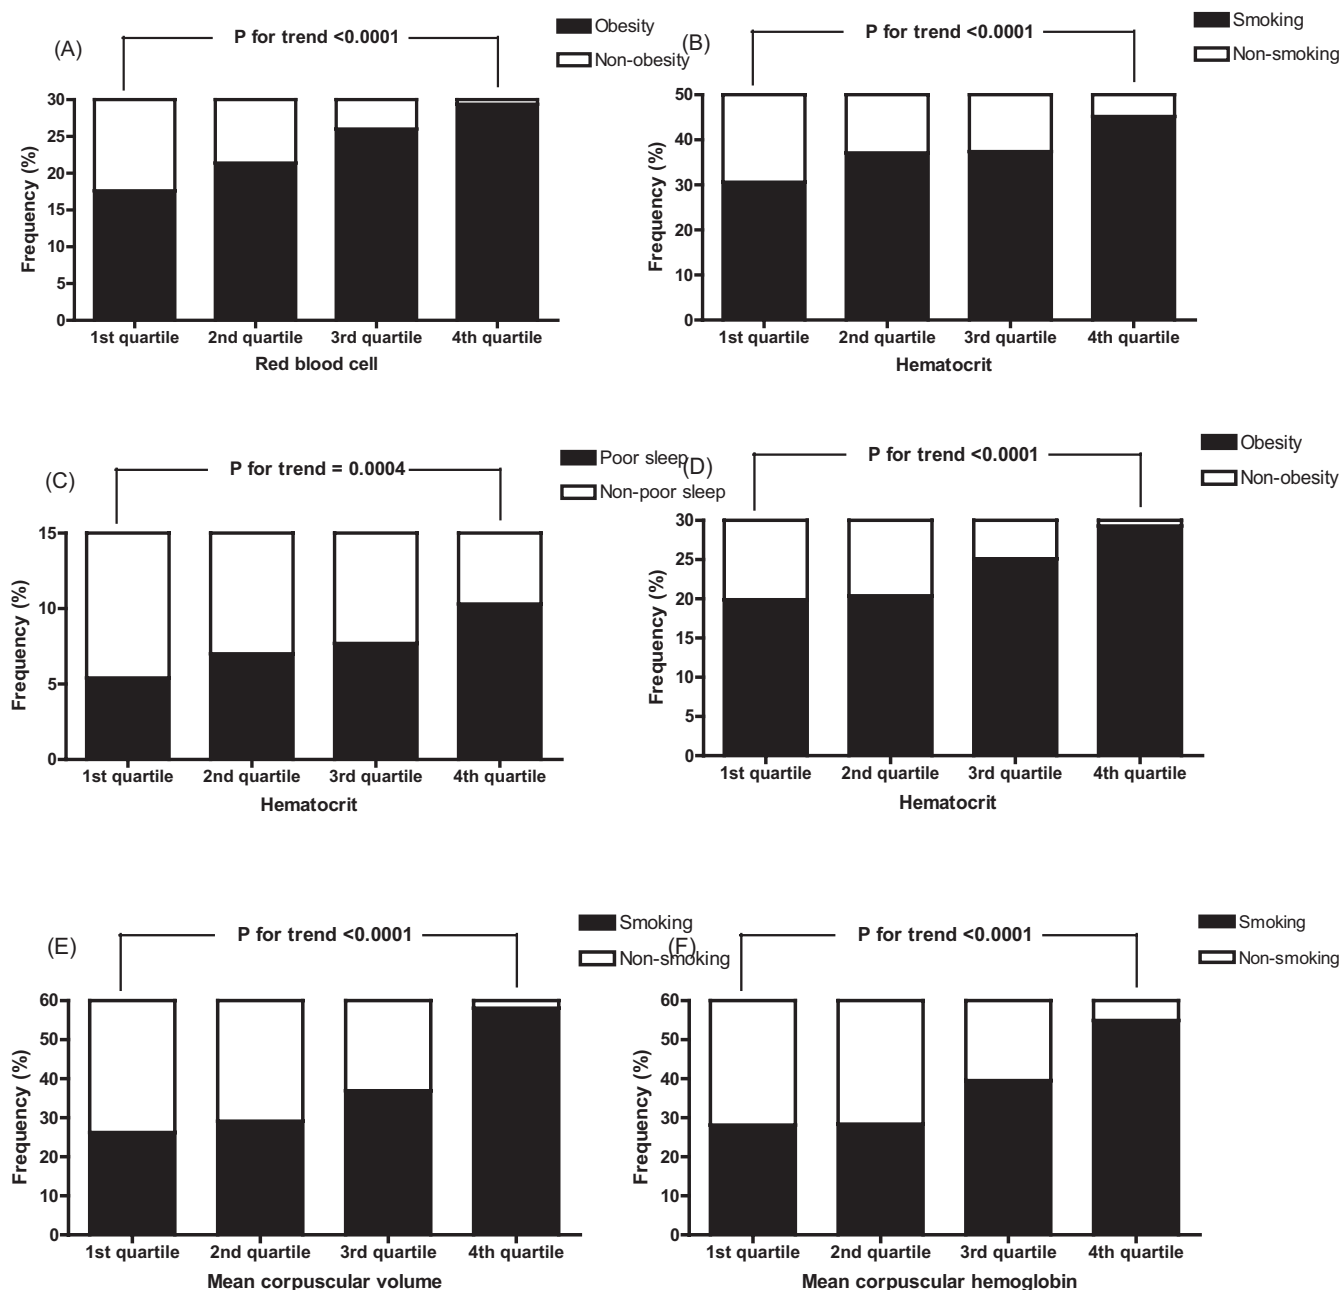 (A)
P for trend <0.0001
Obesity
Non-obesity
30
25
20
15
10
5
0
Frequency (%)
1st quartile 2nd quartile 3rd quartile 4th quartile
Red blood cell
(B)
P for trend <0.0001
Smoking
Non-smoking
50
40
30
20
10
0
Frequency (%)
1st quartile 2nd quartile 3rd quartile 4th quartile
Hematocrit
(C)
P for trend = 0.0004
Poor sleep
Non-poor sleep
15
10
5
0
Frequency (%)
1st quartile 2nd quartile 3rd quartile 4th quartile
Hematocrit
(D)
P for trend <0.0001
Obesity
Non-obesity
30
25
20
15
10
5
0
Frequency (%)
1st quartile 2nd quartile 3rd quartile 4th quartile
Hematocrit
(E)
P for trend <0.0001
Smoking
Non-smoking
60
50
40
30
20
10
0
Frequency (%)
1st quartile 2nd quartile 3rd quartile 4th quartile
Mean corpuscular volume
(F)
P for trend <0.0001
Smoking
Non-smoking
60
50
40
30
20
10
0
Frequency (%)
1st quartile 2nd quartile 3rd quartile 4th quartile
Mean corpuscular hemoglobin